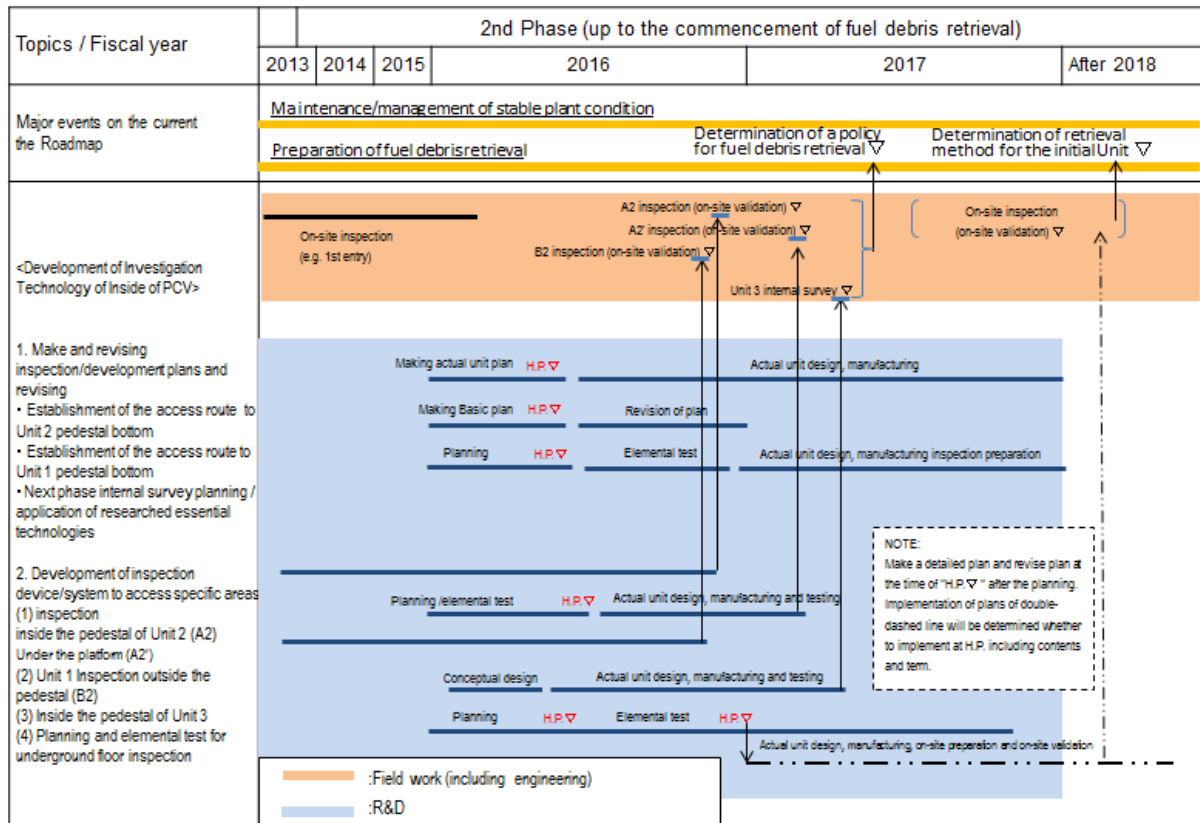 Topics / Fiscal year
2nd Phase (up to the commencement of fuel debris retrieval)
2013 2014 2015 2016 2017 After 2018
Major events on the current
the Roadmap
Maintenance/management of stable plant condition
Preparation of fuel debris retrieval
Determination of a policy
for fuel debris retrieval ▽
Determination of retrieval
method for the initial Unit ▽
<Development of Investigation
Technology of Inside of PCV>
On-site inspection
(e.g. 1st entry)
A2 inspection (on-site validation) ▽
A2' inspection (on-site validation) ▽
B2 inspection (on-site validation) ▽
Unit 3 internal survey ▽
On-site inspection
(on-site validation) ▽
1. Make and revising
inspection/development plans and
revising
・Establishment of the access route to
Unit 2 pedestal bottom
・Establishment of the access route to
Unit 1 pedestal bottom
・Next phase internal survey planning /
application of researched essential
technologies
Making actual unit plan H.P.▽ Actual unit design, manufacturing
Making Basic plan H.P.▽ Revision of plan
Planning H.P.▽ Elemental test Actual unit design, manufacturing inspection preparation
2. Development of inspection
device/system to access specific areas
(1) inspection
inside the pedestal of Unit 2 (A2)
Under the platform (A2')
(2) Unit 1 Inspection outside the
pedestal (B2)
(3) Inside the pedestal of Unit 3
(4) Planning and elemental test for
underground floor inspection
Planning /elemental test H.P.▽ Actual unit design, manufacturing and testing
Conceptual design Actual unit design, manufacturing and testing
Planning H.P.▽ Elemental test H.P.▽
Actual unit design, manufacturing, on-site preparation and on-site validation
NOTE:
Make a detailed plan and revise plan at
the time of "H.P.▽ " after the planning.
Implementation of plans of double-
dashed line will be determined whether
to implement at H.P. including contents
and term.
:Field work (including engineering)
:R&D